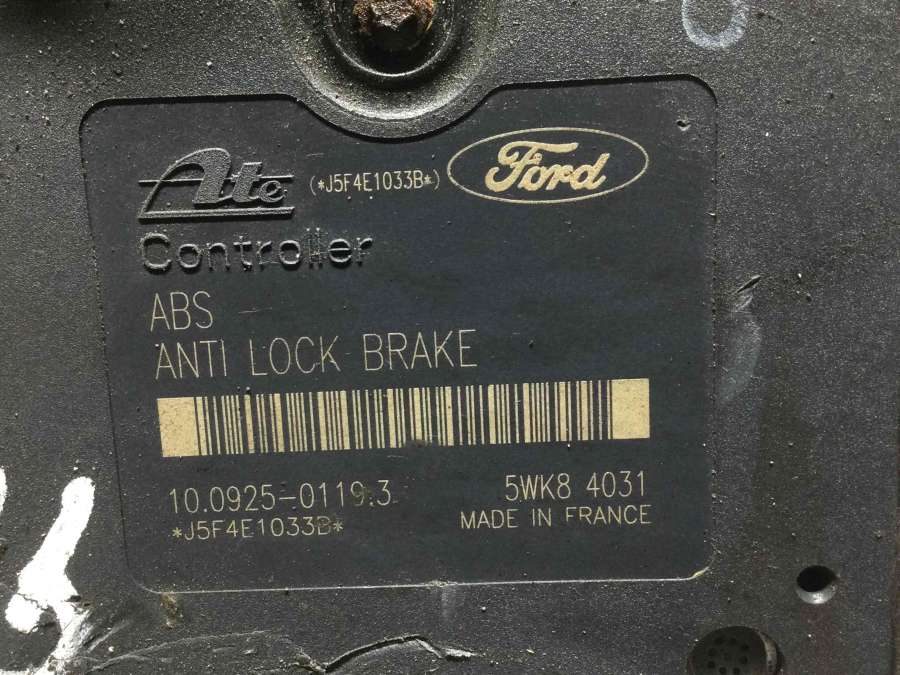 Ate (*J5F4E1033B*) Ford
Controller
ABS
ANTI LOCK BRAKE
10.0925-0119.3 5WK8 4031
*J5F4E1033B* MADE IN FRANCE